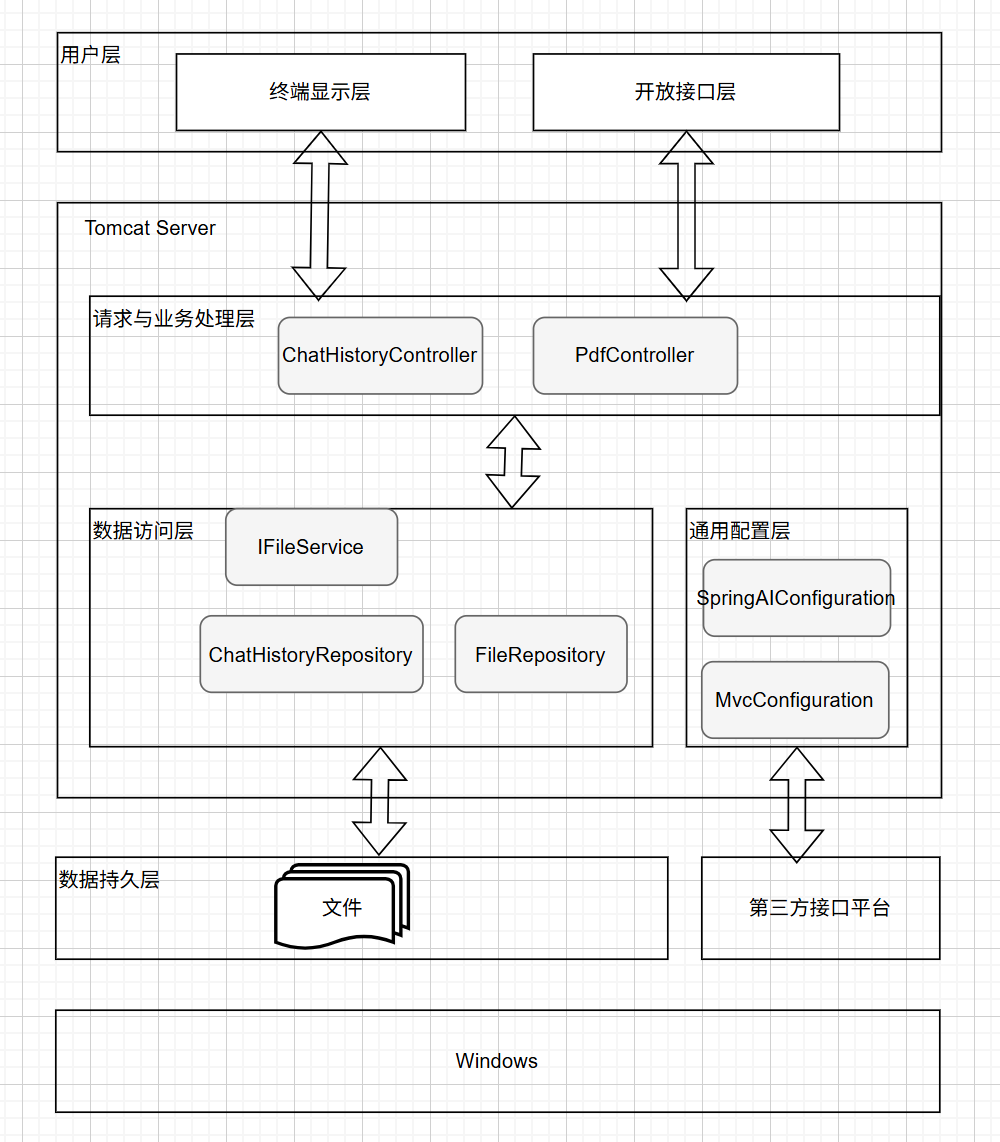 用户层
终端显示层
开放接口层
Tomcat Server
请求与业务处理层
ChatHistoryController
PdfController
数据访问层
IFileService
ChatHistoryRepository
FileRepository
通用配置层
SpringAIConfiguration
MvcConfiguration
数据持久层
文件
第三方接口平台
Windows